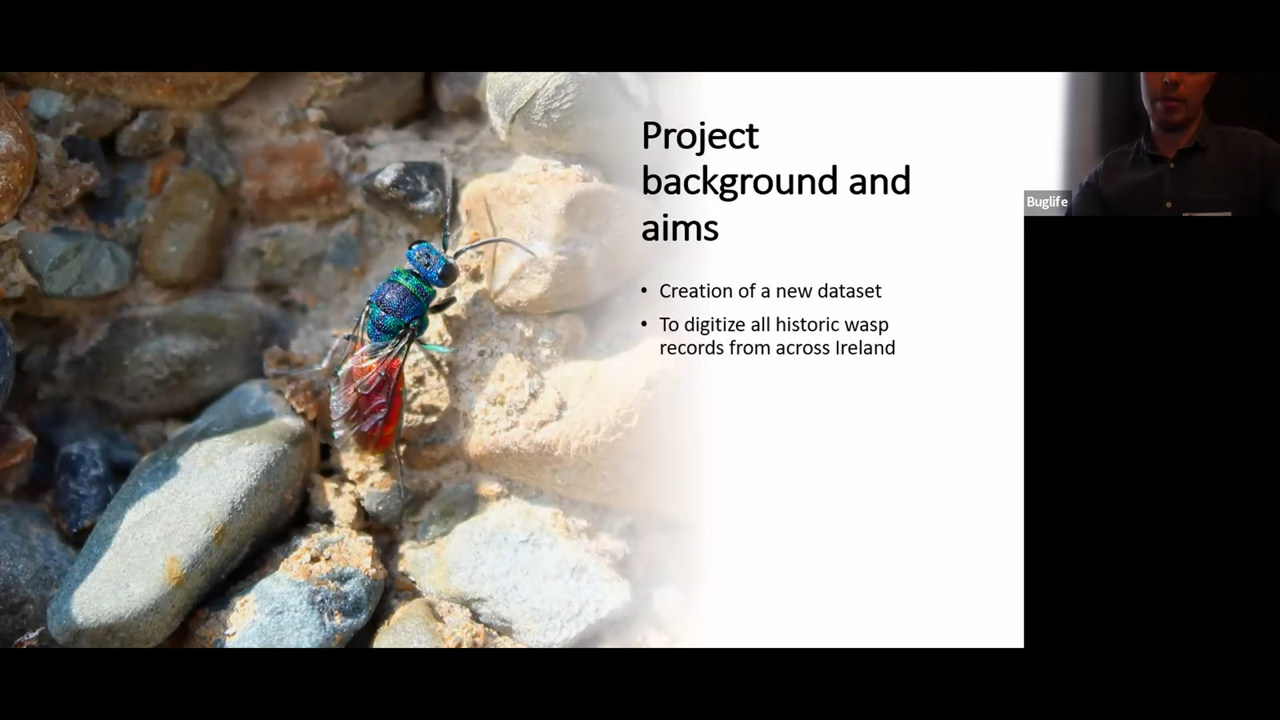 Project
background and
aims
• Creation of a new dataset
• To digitize all historic wasp
records from across Ireland
Buglife